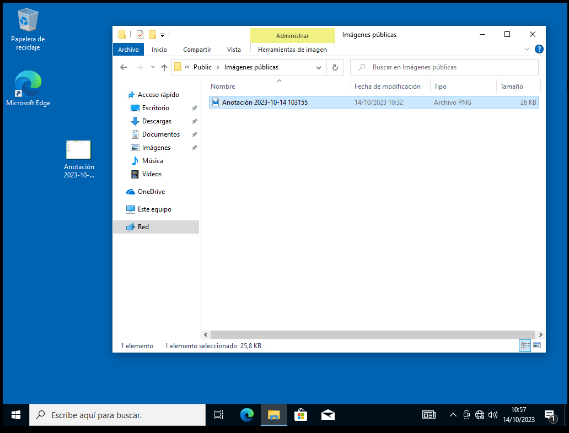 Papelera de
reciclaje
Microsoft Edge
Anotación
2023-10-...
Administrar
Imágenes públicas
Archivo
Inicio
Compartir
Vista
Herramientas de imagen
« Public › Imágenes públicas
Buscar en Imágenes públicas
Nombre
Fecha de modificación
Tipo
Tamaño
Anotación 2023-10-14 103155
14/10/2023 10:32
Archivo PNG
26 KB
Acceso rápido
Escritorio
Descargas
Documentos
Imágenes
Música
Vídeos
OneDrive
Este equipo
Red
1 elemento
1 elemento seleccionado 25,8 KB
Escribe aquí para buscar.
10:57
14/10/2023
1